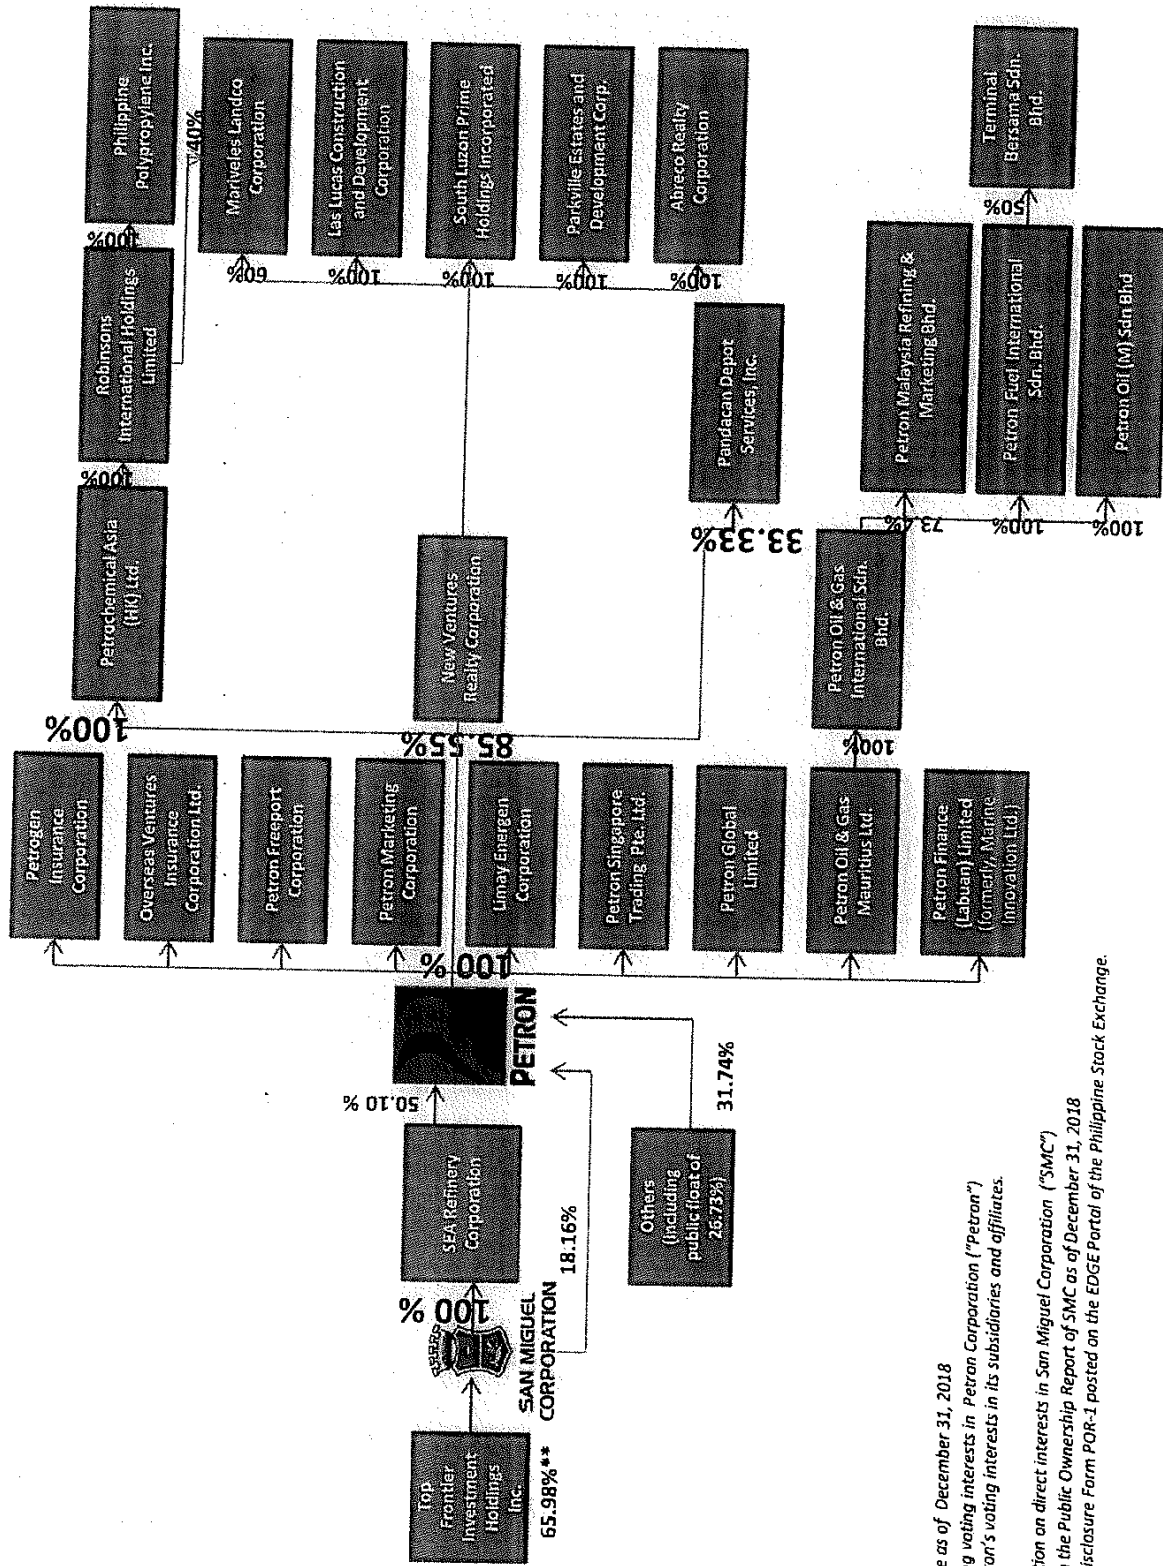 Top
Frontier
Investment
Holdings
Inc.
65.98%**
SAN MIGUEL
CORPORATION
100 %
18.16%
SEA Refinery
Corporation
50.10 %
Others
(Including
public float of
26.73%)
31.74%
PETRON
100 %
Petrogen
Insurance
Corporation
Overseas Ventures
Insurance
Corporation Ltd.
Petron Freeport
Corporation
Petron Marketing
Corporation
Limay Energen
Corporation
Petron Singapore
Trading Pte. Ltd.
Petron Global
Limited
Petron Oil & Gas
Mauritius Ltd.
Petron Finance
(Labuan) Limited
(formerly, Marine
Innovation Ltd.)
100%
Petrochemical Asia
(HK) Ltd.
100%
Robinsons
International Holdings
Limited
100%
Philippine
Polypropylene Inc.
40%
85.55%
New Ventures
Realty Corporation
60%
Mariveles Landco
Corporation
100%
Las Lucas Construction
and Development
Corporation
100%
South Luzon Prime
Holdings Incorporated
100%
Parkville Estates and
Development Corp.
100%
Abreco Realty
Corporation
33.33%
Pandacan Depot
Services, Inc.
100%
Petron Oil & Gas
International Sdn.
Bhd.
73.4%
Petron Malaysia Refining &
Marketing Bhd.
100%
Petron Fuel International
Sdn. Bhd.
50%
Terminal
Bersama Sdn.
Bhd.
100%
Petron Oil (M) Sdn Bhd
e as of December 31, 2018
g voting interests in Petron Corporation ("Petron")
on's voting interests in its subsidiaries and affiliates.
tion on direct interests in San Miguel Corporation ("SMC")
the Public Ownership Report of SMC as of December 31, 2018
isclosure Form POR-1 posted on the EDGE Portal of the Philippine Stock Exchange.